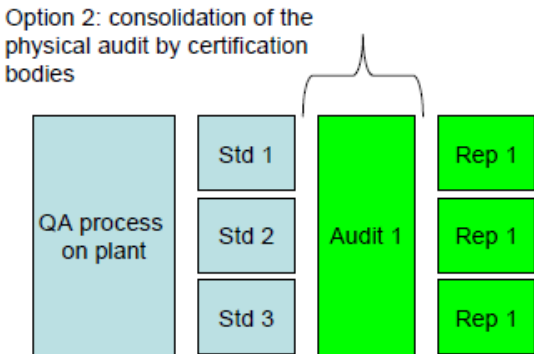 Option 2: consolidation of the
physical audit by certification
bodies
QA process
on plant
Std 1
Std 2
Std 3
Audit 1
Rep 1
Rep 1
Rep 1